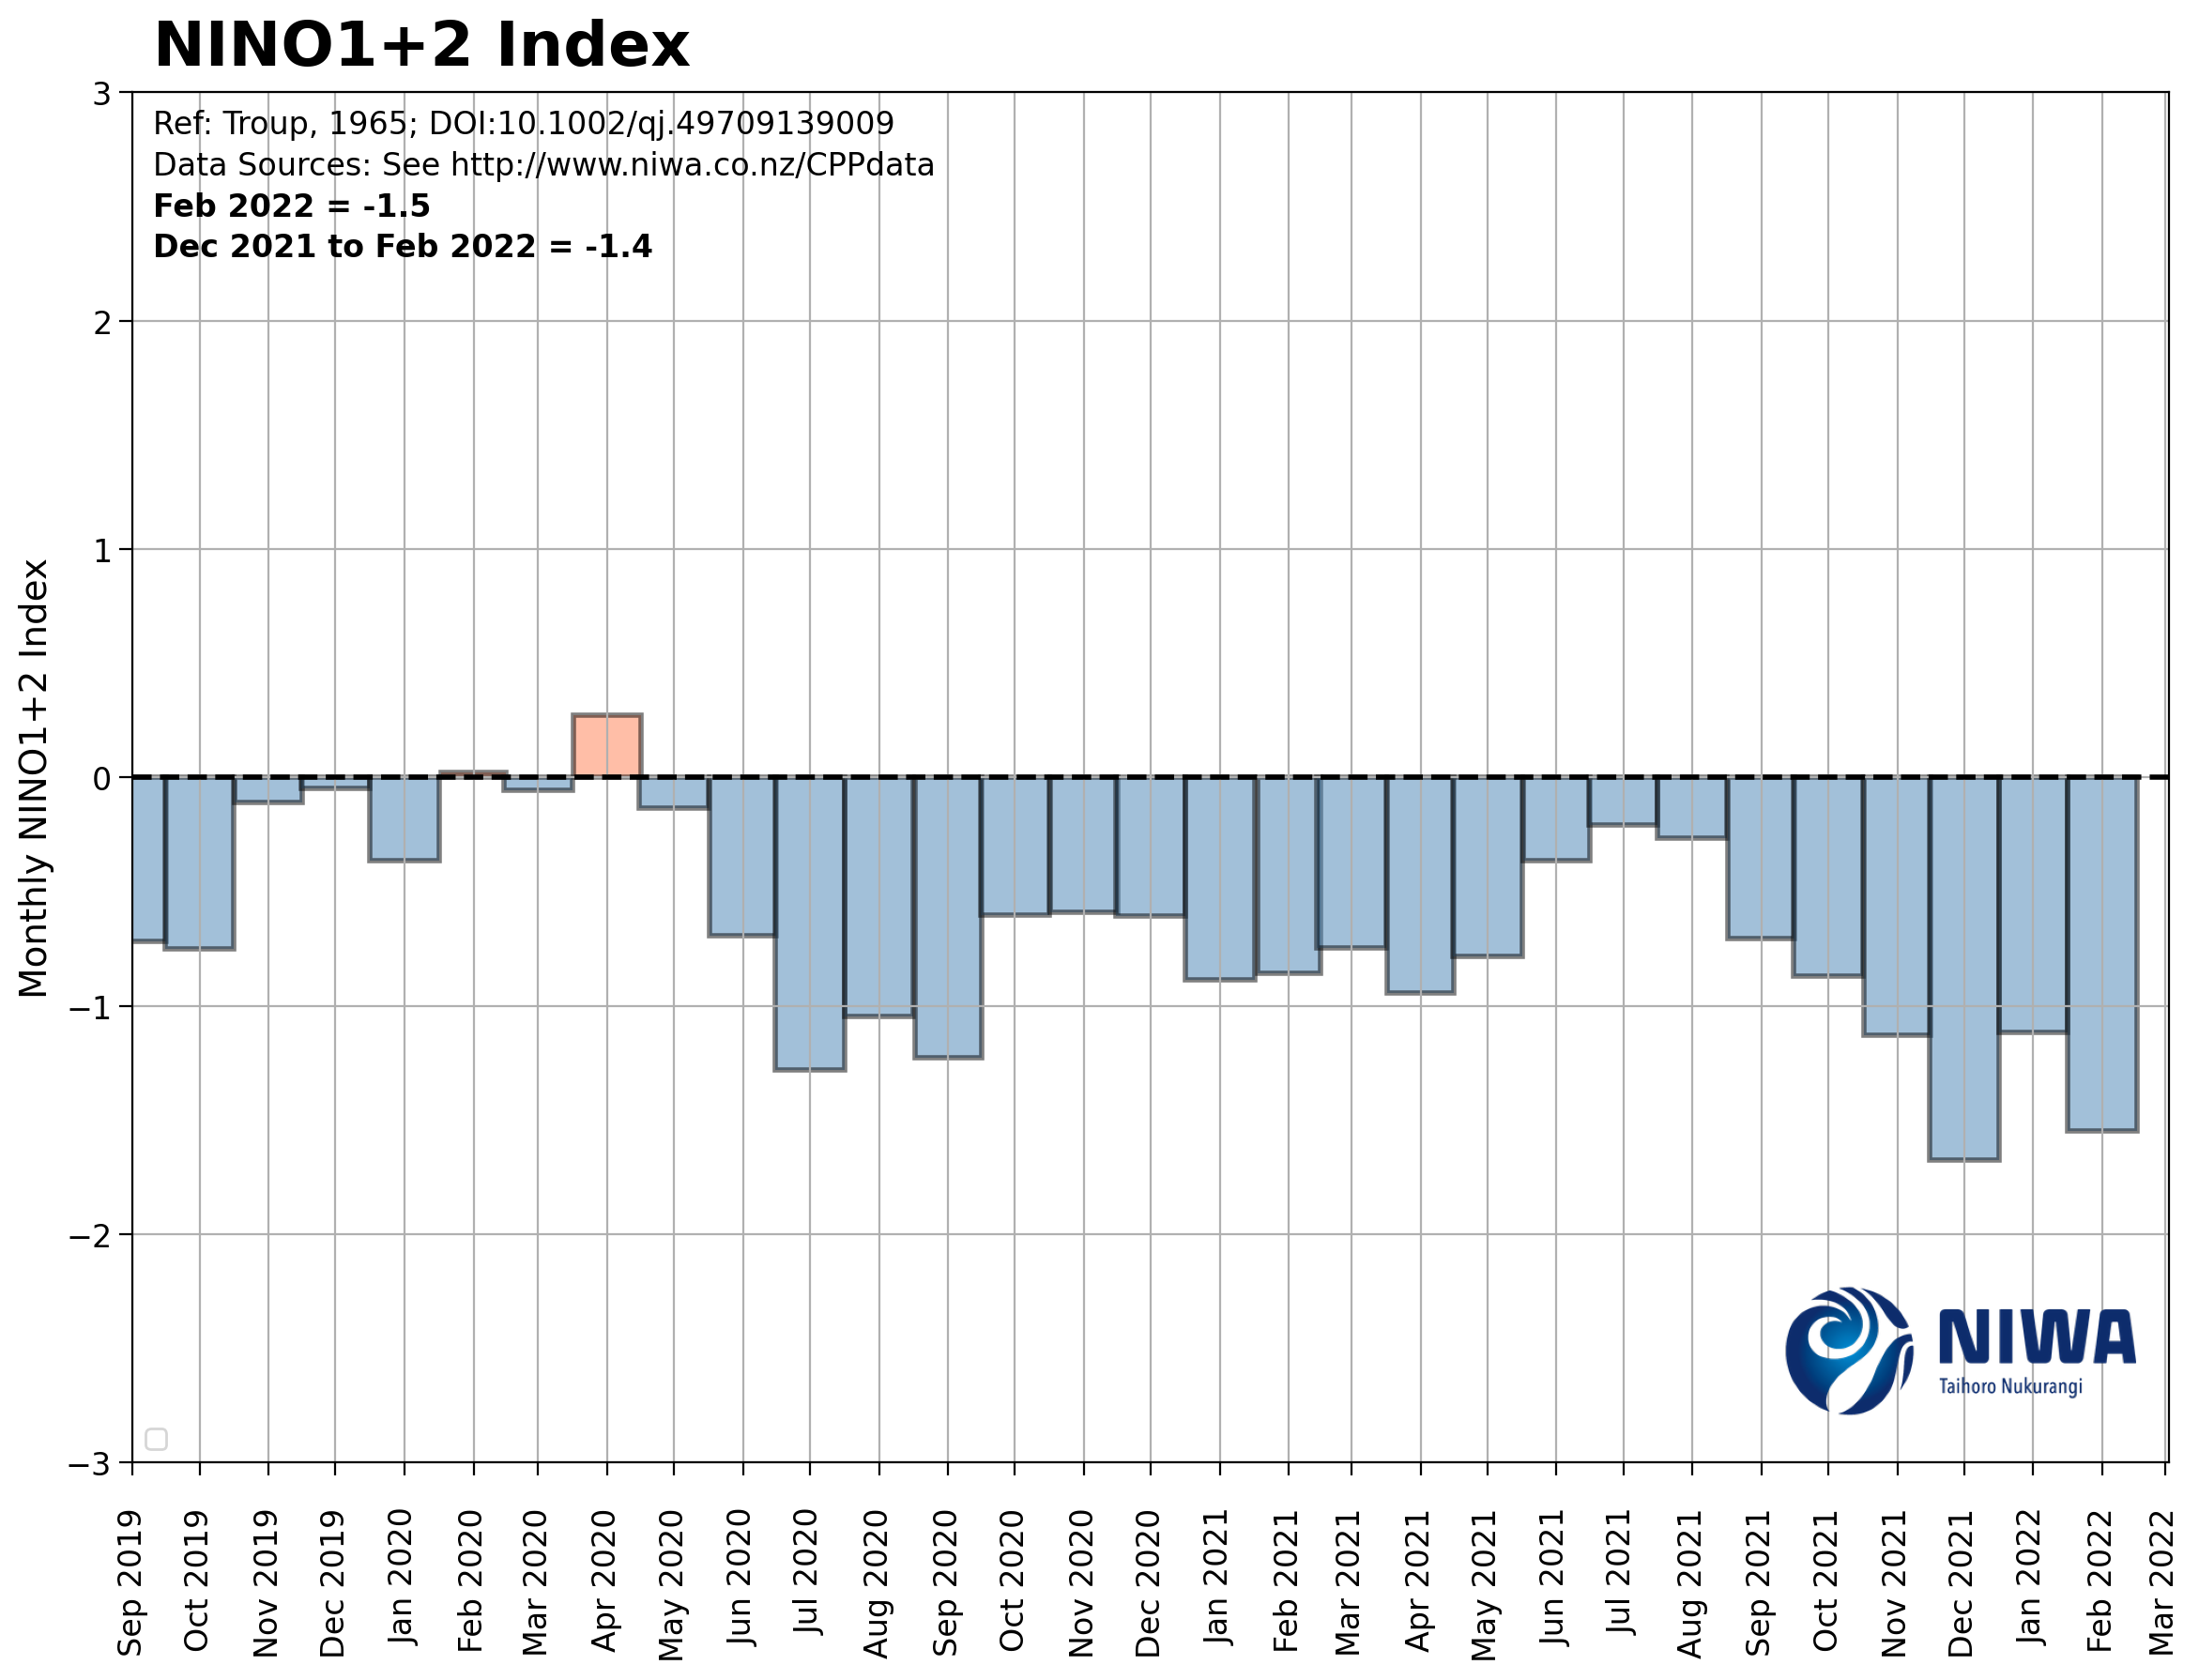 NINO1+2 Index
Ref: Troup, 1965; DOI:10.1002/qj.49709139009
Data Sources: See http://www.niwa.co.nz/CPPdata
Feb 2022 = -1.5
Dec 2021 to Feb 2022 = -1.4
Monthly NINO1+2 Index
3
2
1
0
−1
−2
−3
NIWA
Taihoro Nukurangi
Sep 2019
Oct 2019
Nov 2019
Dec 2019
Jan 2020
Feb 2020
Mar 2020
Apr 2020
May 2020
Jun 2020
Jul 2020
Aug 2020
Sep 2020
Oct 2020
Nov 2020
Dec 2020
Jan 2021
Feb 2021
Mar 2021
Apr 2021
May 2021
Jun 2021
Jul 2021
Aug 2021
Sep 2021
Oct 2021
Nov 2021
Dec 2021
Jan 2022
Feb 2022
Mar 2022